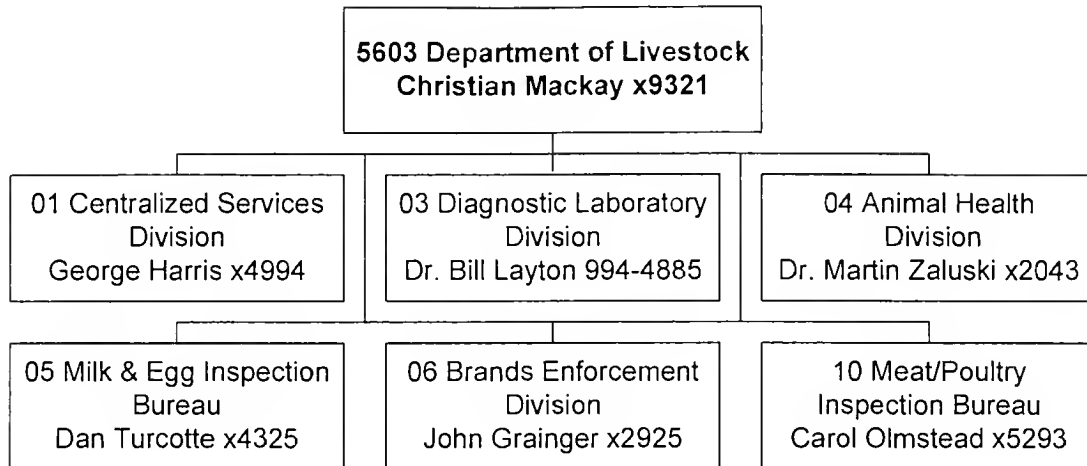 5603 Department of Livestock
Christian Mackay x9321
01 Centralized Services
Division
George Harris x4994
03 Diagnostic Laboratory
Division
Dr. Bill Layton 994-4885
04 Animal Health
Division
Dr. Martin Zaluski x2043
05 Milk & Egg Inspection
Bureau
Dan Turcotte x4325
06 Brands Enforcement
Division
John Grainger x2925
10 Meat/Poultry
Inspection Bureau
Carol Olmstead x5293